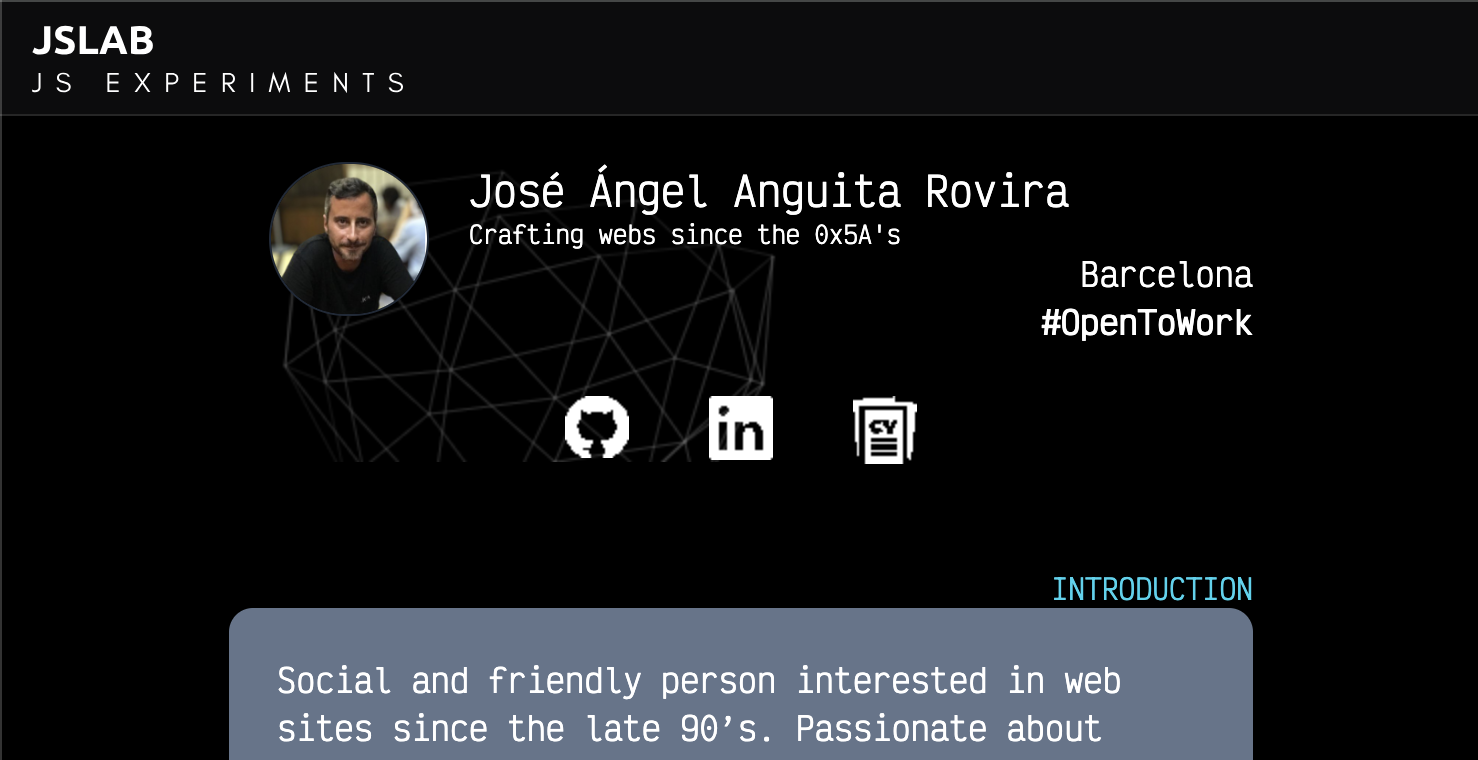 JSLAB
JS EXPERIMENTS
José Ángel Anguita Rovira
Crafting webs since the 0x5A's
Barcelona
#OpenToWork
in
CV
INTRODUCTION
Social and friendly person interested in web
sites since the late 90’s. Passionate about